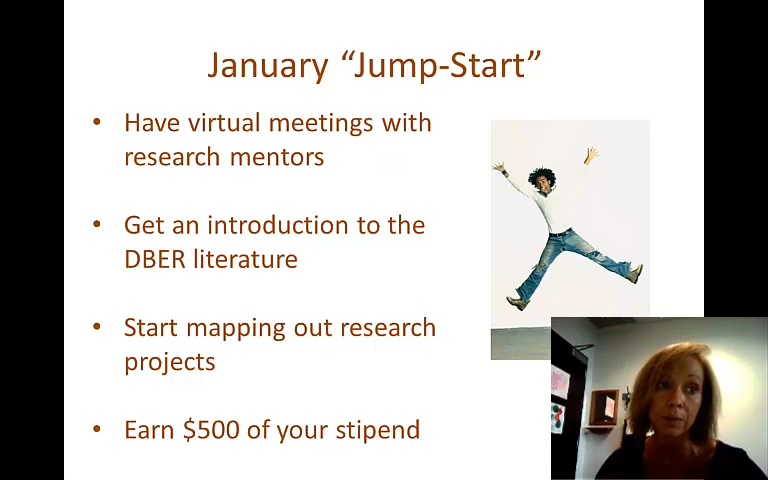 January “Jump-Start”
• Have virtual meetings with
research mentors
• Get an introduction to the
DBER literature
• Start mapping out research
projects
• Earn $500 of your stipend